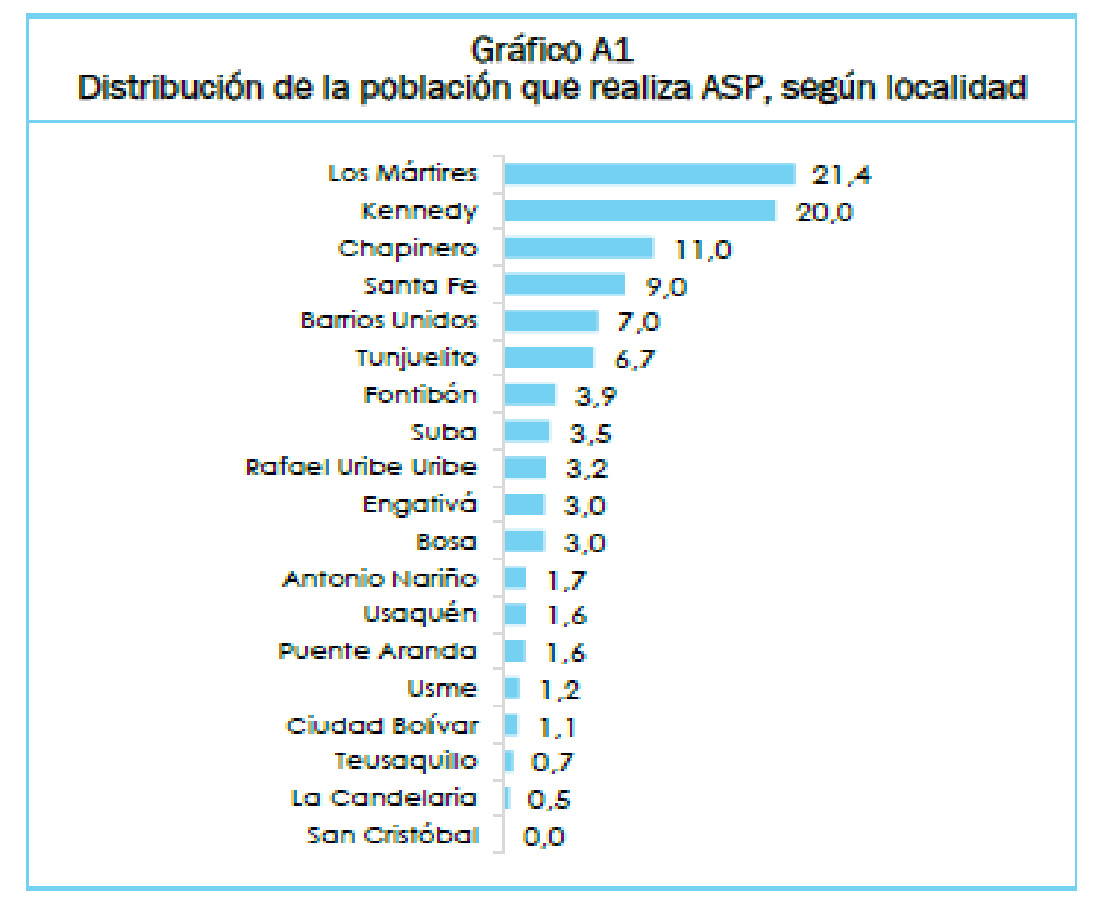 Gráfico A1
Distribución de la población que realiza ASP, según localidad
Los Mártires 21,4
Kennedy 20,0
Chapinero 11,0
Santa Fe 9,0
Barrios Unidos 7,0
Tunjuelito 6,7
Fontibón 3,9
Suba 3,5
Rafael Uribe Uribe 3,2
Engativá 3,0
Bosa 3,0
Antonio Nariño 1,7
Usaquén 1,6
Puente Aranda 1,6
Usme 1,2
Ciudad Bolívar 1,1
Teusaquillo 0,7
La Candelaria 0,5
San Cristóbal 0,0